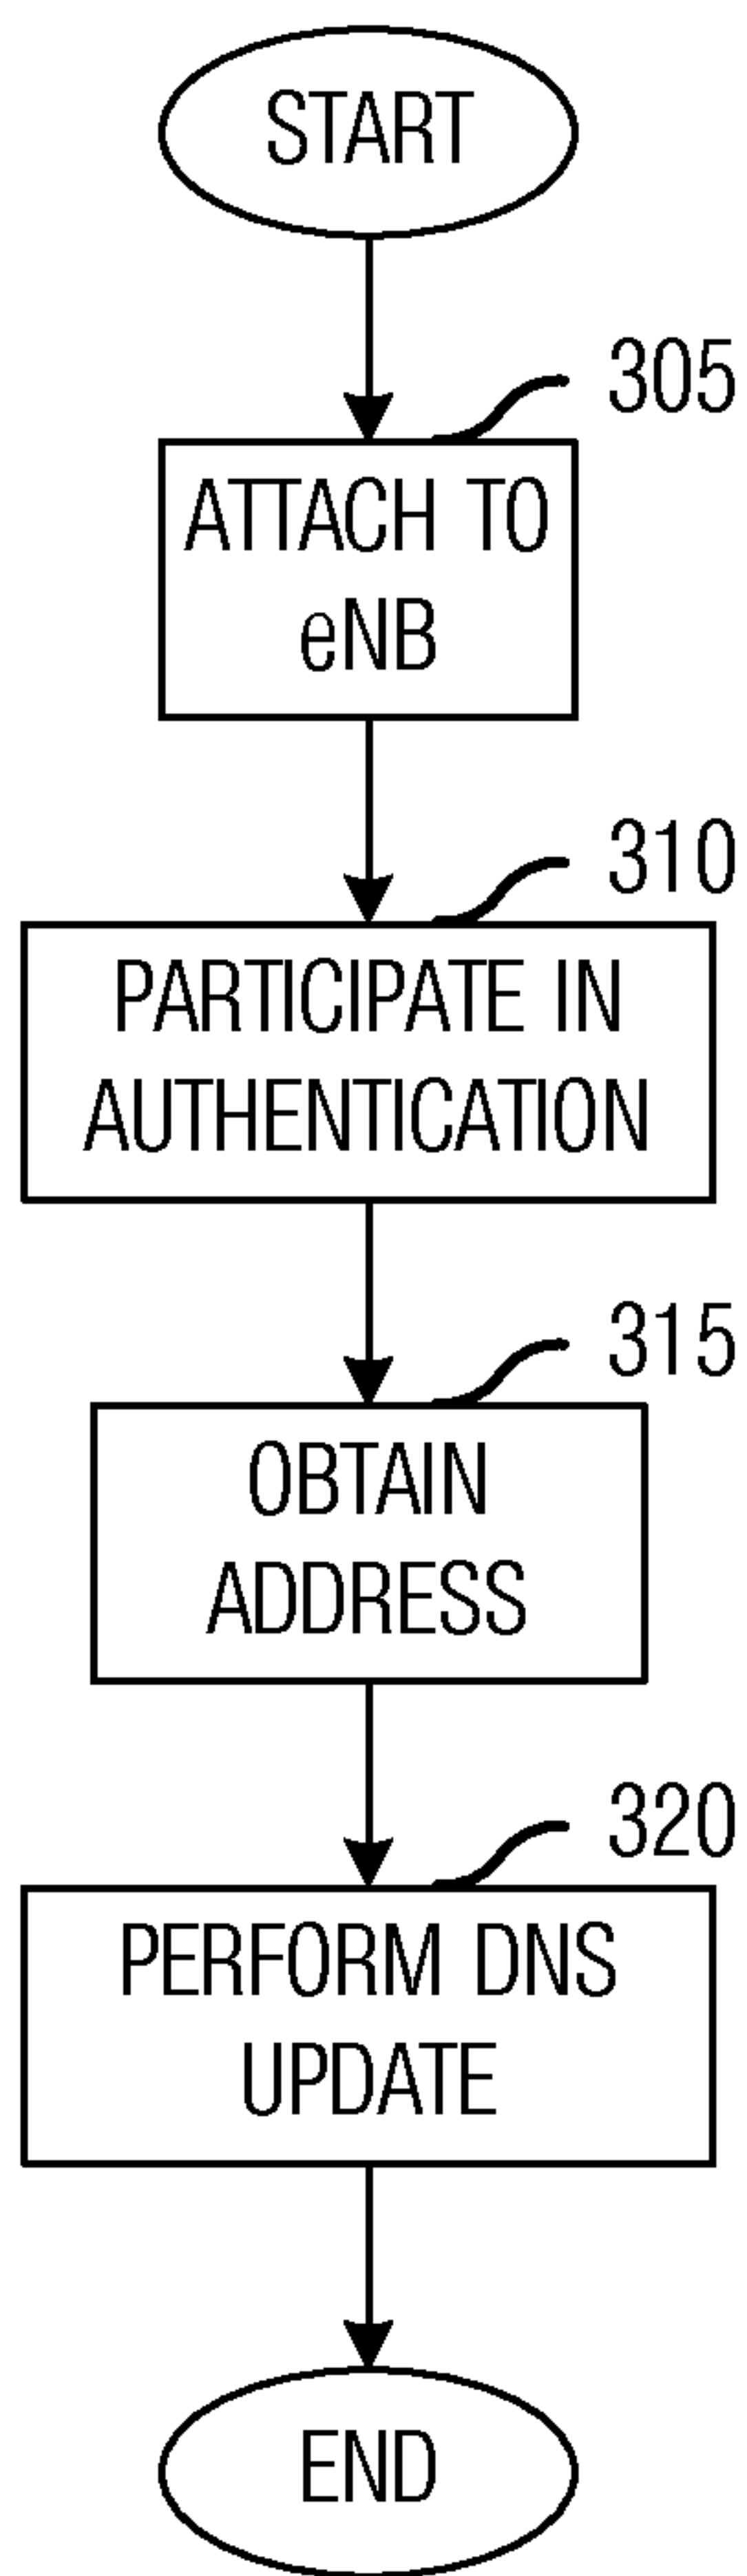 START
305
ATTACH TO
eNB
310
PARTICIPATE IN
AUTHENTICATION
315
OBTAIN
ADDRESS
320
PERFORM DNS
UPDATE
END